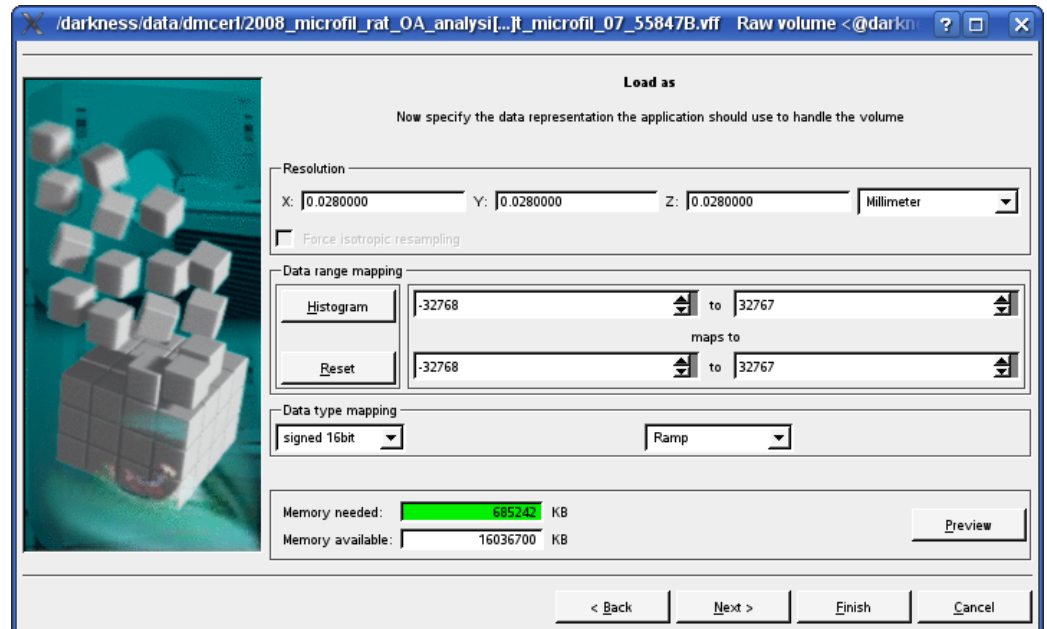 /darkness/data/dmcerl/2008_microfil_rat_OA_analysi[...]t_microfil_07_55847B.vff Raw volume <@darkn
Load as
Now specify the data representation the application should use to handle the volume
Resolution
X: 0.0280000 Y: 0.0280000 Z: 0.0280000 Millimeter
Force isotropic resampling
Data range mapping
Histogram -32768 to 32767
maps to
Reset -32768 to 32767
Data type mapping
signed 16bit Ramp
Memory needed: 685242 KB
Memory available: 16036700 KB
Preview
< Back Next > Finish Cancel